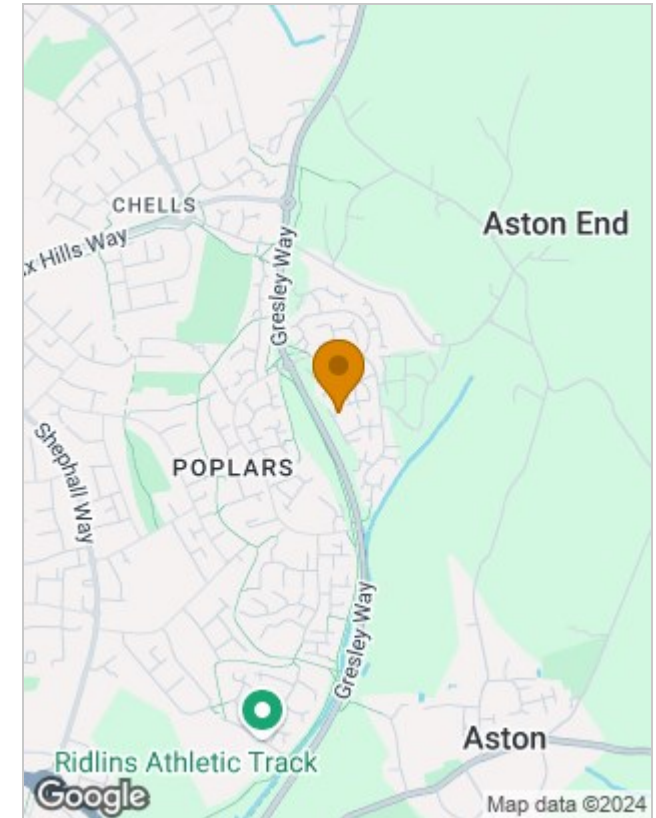 CHELLS
Aston End
x Hills Way
Gresley Way
Shephall Way
POPLARS
Gresley Way
Aston
Ridlins Athletic Track
Google
Map data ©2024